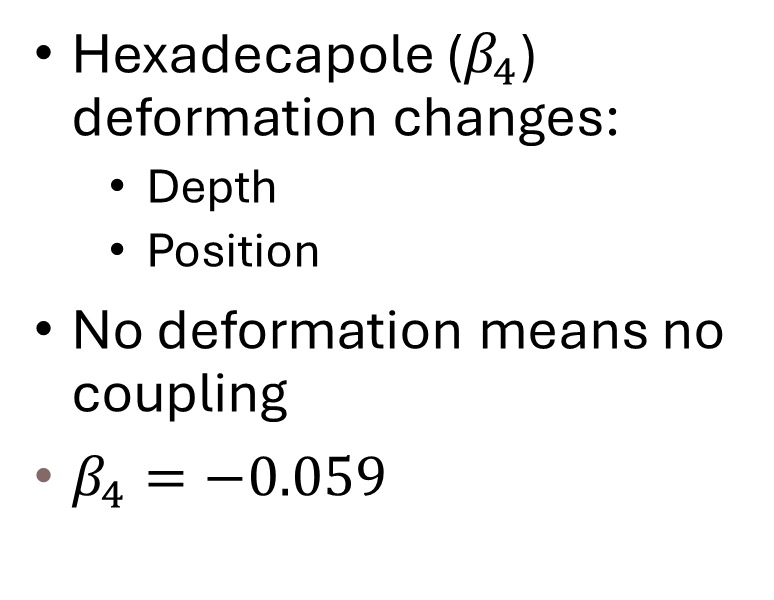 • Hexadecapole (β₄)
deformation changes:
• Depth
• Position
• No deformation means no
coupling
• β₄ = −0.059